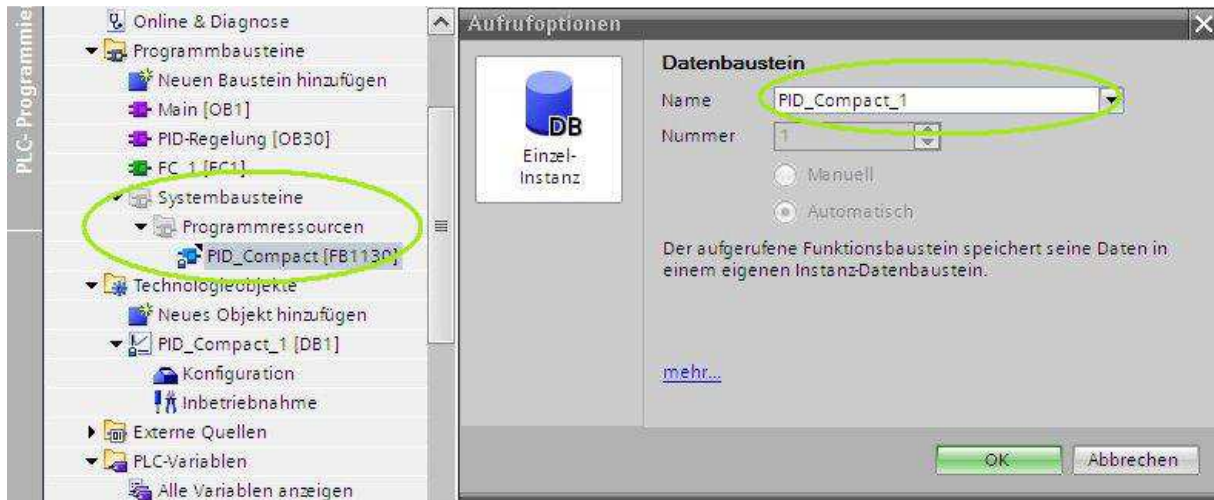 PLC-Programmie
Online & Diagnose
Programmbausteine
Neuen Baustein hinzufügen
Main [OB1]
PID-Regelung [OB30]
FC_1 [FC1]
Systembausteine
Programmressourcen
PID_Compact [FB1130]
Technologieobjekte
Neues Objekt hinzufügen
PID_Compact_1 [DB1]
Konfiguration
Inbetriebnahme
Externe Quellen
PLC-Variablen
Alle Variablen anzeigen
Aufrufoptionen
DB
Einzel-
Instanz
Datenbaustein
Name PID_Compact_1
Nummer 1
Manuell
Automatisch
Der aufgerufene Funktionsbaustein speichert seine Daten in
einem eigenen Instanz-Datenbaustein.
mehr...
OK Abbrechen